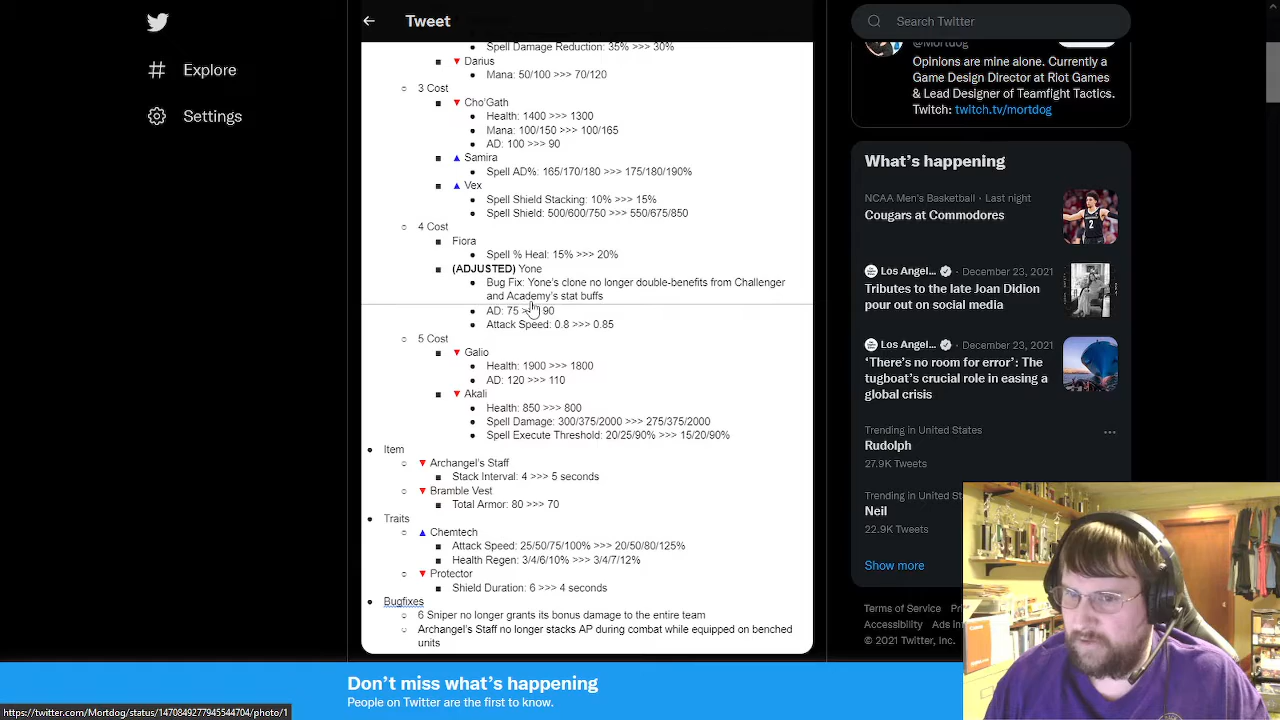 Tweet
Search Twitter
Explore
Settings
Spell Damage Reduction: 35% >>> 30%
Darius
Mana: 50/100 >>> 70/120
3 Cost
Cho'Gath
Health: 1400 >>> 1300
Mana: 100/150 >>> 100/165
AD: 100 >>> 90
Samira
Spell AD%: 165/170/180 >>> 175/180/190%
Vex
Spell Shield Stacking: 10% >>> 15%
Spell Shield: 500/600/750 >>> 550/675/850
4 Cost
Fiora
Spell % Heal: 15% >>> 20%
(ADJUSTED) Yone
Bug Fix: Yone's clone no longer double-benefits from Challenger
and Academy's stat buffs
AD: 75 >>> 90
Attack Speed: 0.8 >>> 0.85
5 Cost
Galio
Health: 1900 >>> 1800
AD: 120 >>> 110
Akali
Health: 850 >>> 800
Spell Damage: 300/375/2000 >>> 275/375/2000
Spell Execute Threshold: 20/25/90% >>> 15/20/90%
Item
Archangel's Staff
Stack Interval: 4 >>> 5 seconds
Bramble Vest
Total Armor: 80 >>> 70
Traits
Chemtech
Attack Speed: 25/50/75/100% >>> 20/50/80/125%
Health Regen: 3/4/6/10% >>> 3/4/7/12%
Protector
Shield Duration: 6 >>> 4 seconds
Bugfixes
6 Sniper no longer grants its bonus damage to the entire team
Archangel's Staff no longer stacks AP during combat while equipped on benched
units
@Mortdog
Opinions are mine alone. Currently a
Game Design Director at Riot Games
& Lead Designer of Teamfight Tactics.
Twitch: twitch.tv/mortdog
What's happening
NCAA Men's Basketball · Last night
Cougars at Commodores
Los Angel... · December 23, 2021
Tributes to the late Joan Didion
pour out on social media
Los Angel... · December 23, 2021
'There's no room for error': The
tugboat's crucial role in easing a
global crisis
Trending in United States
Rudolph
27.9K Tweets
Trending in United St
Neil
22.9K Tweets
Show more
Terms of Service
Cookie
Accessibility Ads in
© 2021 Twitter, Inc.
Don't miss what's happening
People on Twitter are the first to know.
https://twitter.com/Mortdog/status/1470849277945544704/photo/1